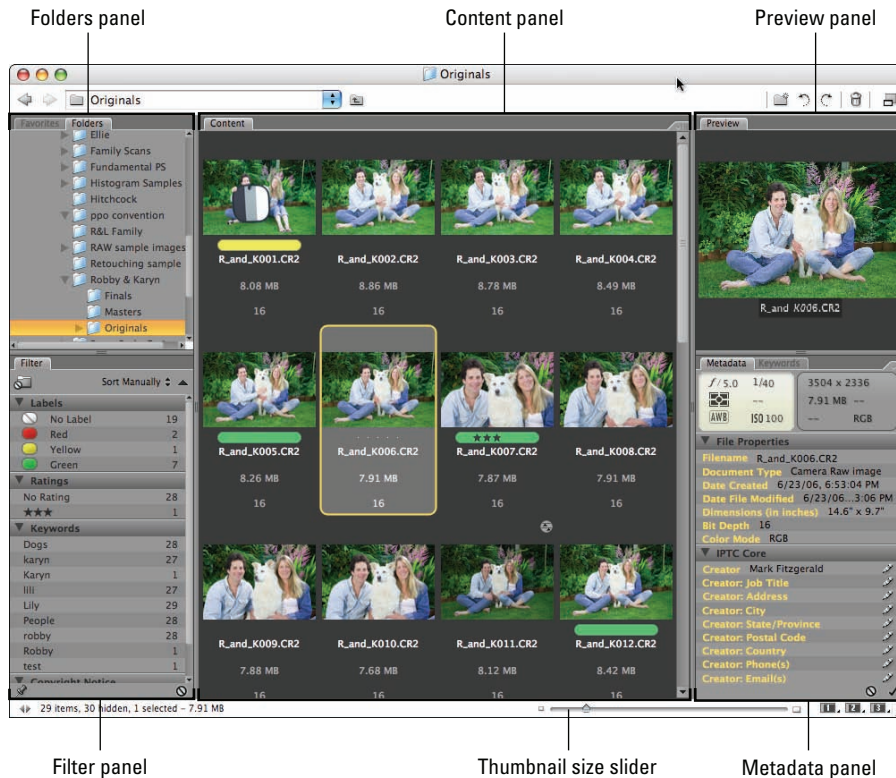 Folders panel
Content panel
Preview panel
Originals
Originals
Favorites Folders
Ellie
Family Scans
Fundamental PS
Histogram Samples
Hitchcock
ppo convention
R&L Family
RAW sample images
Retouching sample
Robby & Karyn
Finals
Masters
Originals
Filter
Sort Manually
Labels
No Label 19
Red 2
Yellow 1
Green 7
Ratings
No Rating 28
★★★ 1
Keywords
Dogs 28
karyn 27
Karyn 1
lili 27
Lily 29
People 28
robby 28
Robby 1
test 1
Copyright Notice
Content
R_and_K001.CR2 R_and_K002.CR2 R_and_K003.CR2 R_and_K004.CR2
8.08 MB 8.86 MB 8.78 MB 8.49 MB
16 16 16 16
★★★
R_and_K005.CR2 R_and_K006.CR2 R_and_K007.CR2 R_and_K008.CR2
8.26 MB 7.91 MB 7.87 MB 7.91 MB
16 16 16 16
R_and_K009.CR2 R_and_K010.CR2 R_and_K011.CR2 R_and_K012.CR2
7.88 MB 7.68 MB 8.12 MB 8.42 MB
16 16 16 16
Preview
R_and_K006.CR2
Metadata Keywords
f/5.0 1/40 3504 x 2336
-- 7.91 MB --
AWB ISO 100 -- RGB
File Properties
Filename R_and_K006.CR2
Document Type Camera Raw image
Date Created 6/23/06, 6:53:04 PM
Date File Modified 6/23/06...3:06 PM
Dimensions (in inches) 14.6" x 9.7"
Bit Depth 16
Color Mode RGB
IPTC Core
Creator Mark Fitzgerald
Creator: Job Title
Creator: Address
Creator: City
Creator: State/Province
Creator: Postal Code
Creator: Country
Creator: Phone(s)
Creator: Email(s)
29 items, 30 hidden, 1 selected – 7.91 MB
1 2 3
Filter panel
Thumbnail size slider
Metadata panel